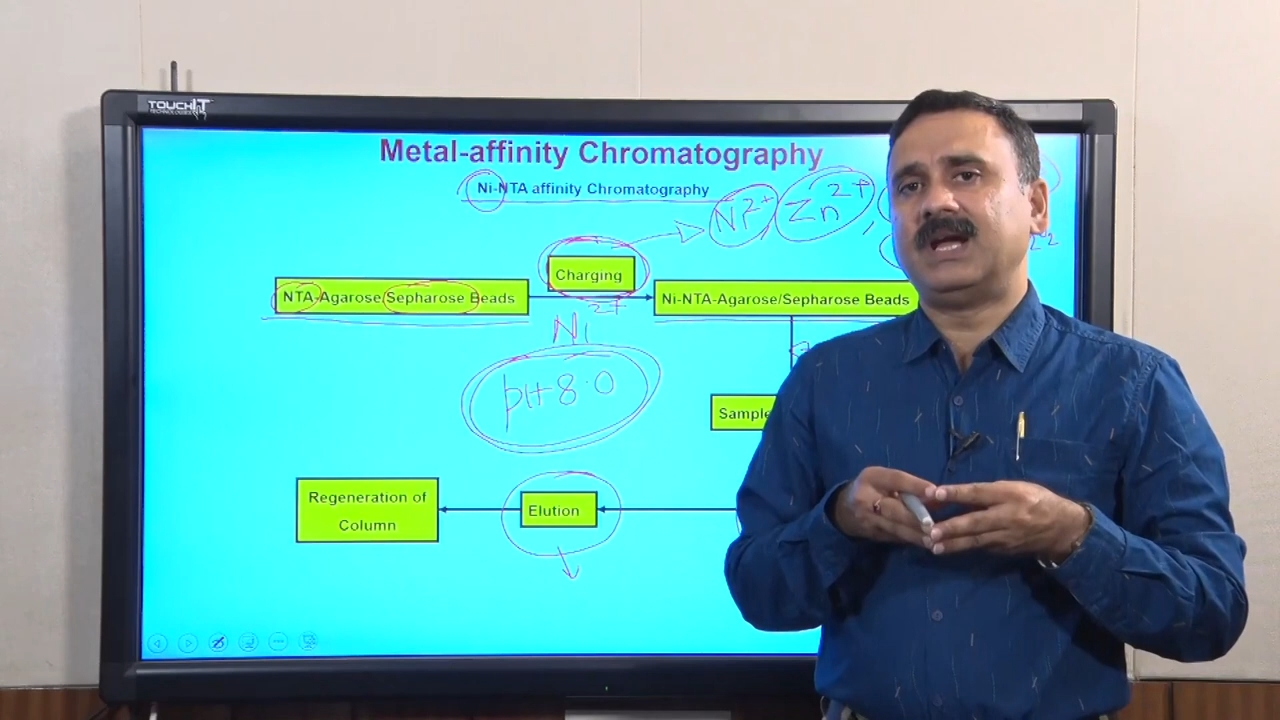 TOUCHIT
TECHNOLOGIES
Metal-affinity Chromatography
Ni-NTA affinity Chromatography
Ni2+, Zn2+,
Charging
NTA-Agarose/Sepharose Beads
Ni-NTA-Agarose/Sepharose Beads
Ni2+
pH 8.0
Sample
Regeneration of
Column
Elution